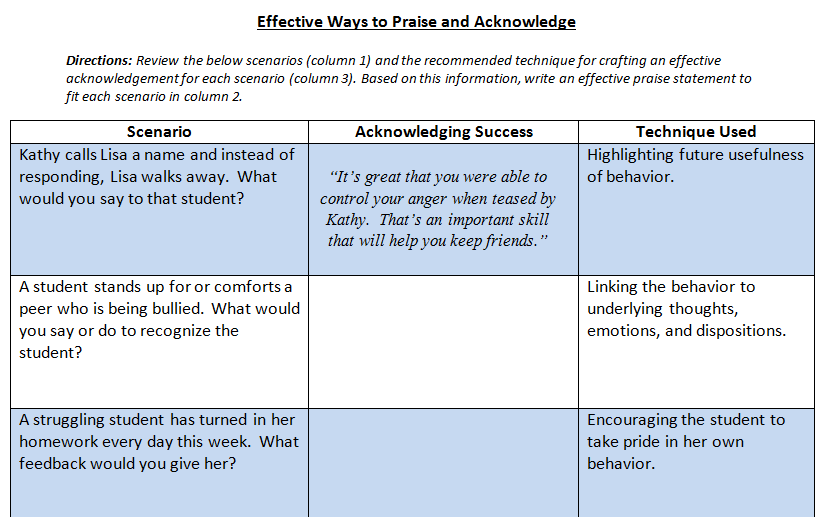 Effective Ways to Praise and Acknowledge
Directions: Review the below scenarios (column 1) and the recommended technique for crafting an effective
acknowledgement for each scenario (column 3). Based on this information, write an effective praise statement to
fit each scenario in column 2.
Scenario
Acknowledging Success
Technique Used
Kathy calls Lisa a name and instead of
responding, Lisa walks away. What
would you say to that student?
“It’s great that you were able to
control your anger when teased by
Kathy. That’s an important skill
that will help you keep friends.”
Highlighting future usefulness
of behavior.
A student stands up for or comforts a
peer who is being bullied. What would
you say or do to recognize the
student?
Linking the behavior to
underlying thoughts,
emotions, and dispositions.
A struggling student has turned in her
homework every day this week. What
feedback would you give her?
Encouraging the student to
take pride in her own
behavior.